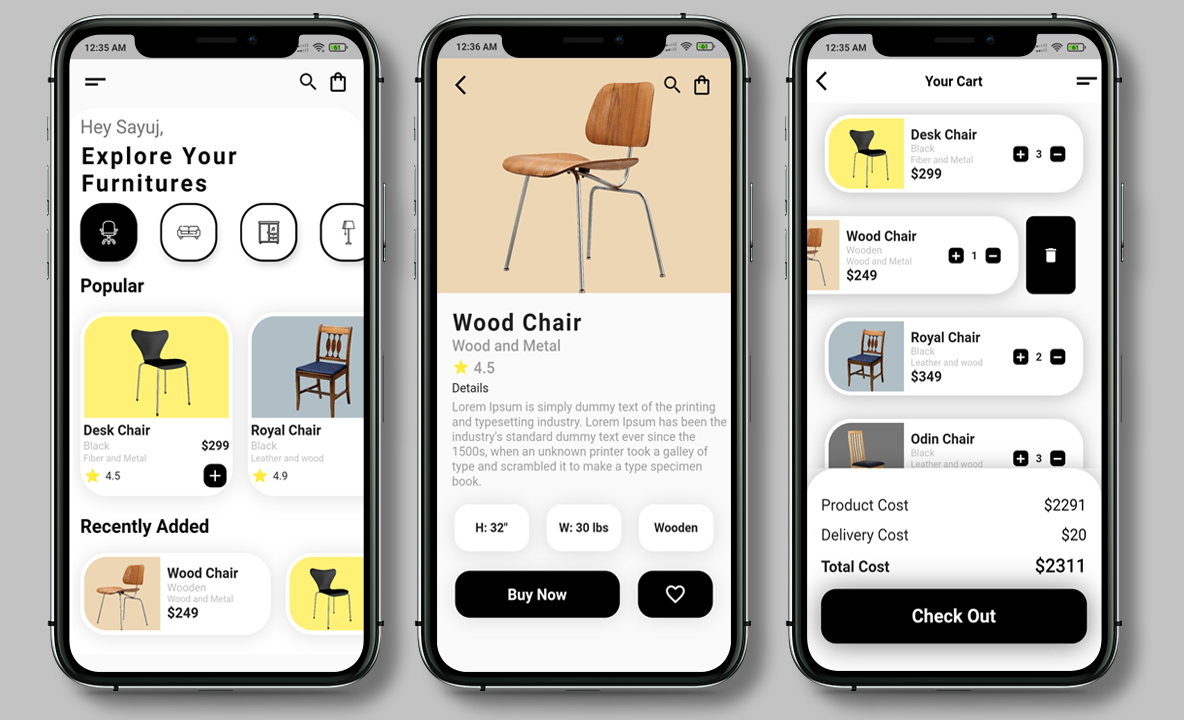 12:35 AM
61
Hey Sayuj,
Explore Your
Furnitures
Popular
Desk Chair
Black
$299
Fiber and Metal
4.5
Royal Chair
Black
Leather and wood
4.9
Recently Added
Wood Chair
Wooden
Wood and Metal
$249
12:36 AM
61
Wood Chair
Wood and Metal
4.5
Details
Lorem Ipsum is simply dummy text of the printing
and typesetting industry. Lorem Ipsum has been the
industry's standard dummy text ever since the
1500s, when an unknown printer took a galley of
type and scrambled it to make a type specimen
book.
H: 32"
W: 30 lbs
Wooden
Buy Now
12:35 AM
61
Your Cart
Desk Chair
Black
Fiber and Metal
$299
3
Wood Chair
Wooden
Wood and Metal
$249
1
Royal Chair
Black
Leather and wood
$349
2
Odin Chair
Black
Leather and wood
3
Product Cost $2291
Delivery Cost $20
Total Cost $2311
Check Out